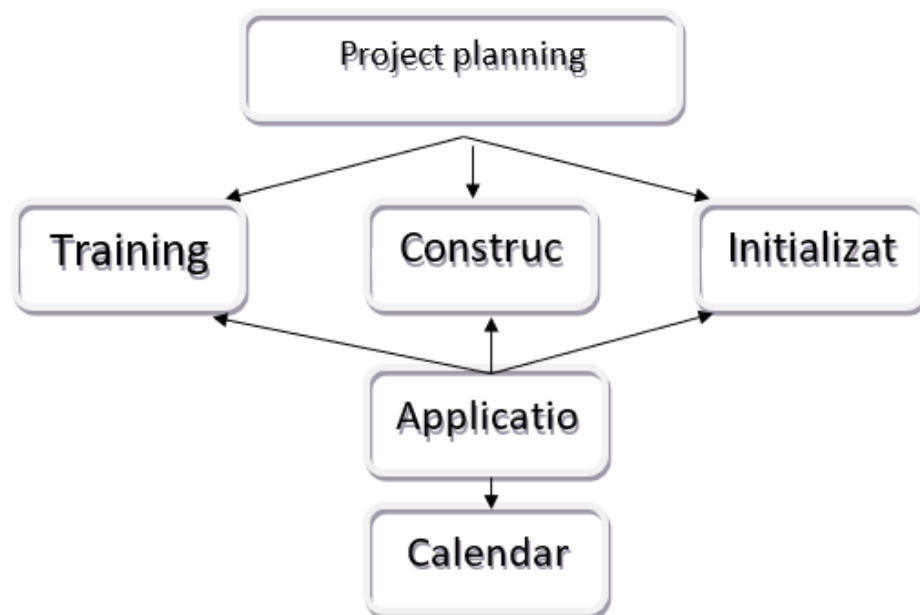 Project planning
Training
Construc
Initializat
Applicatio
Calendar